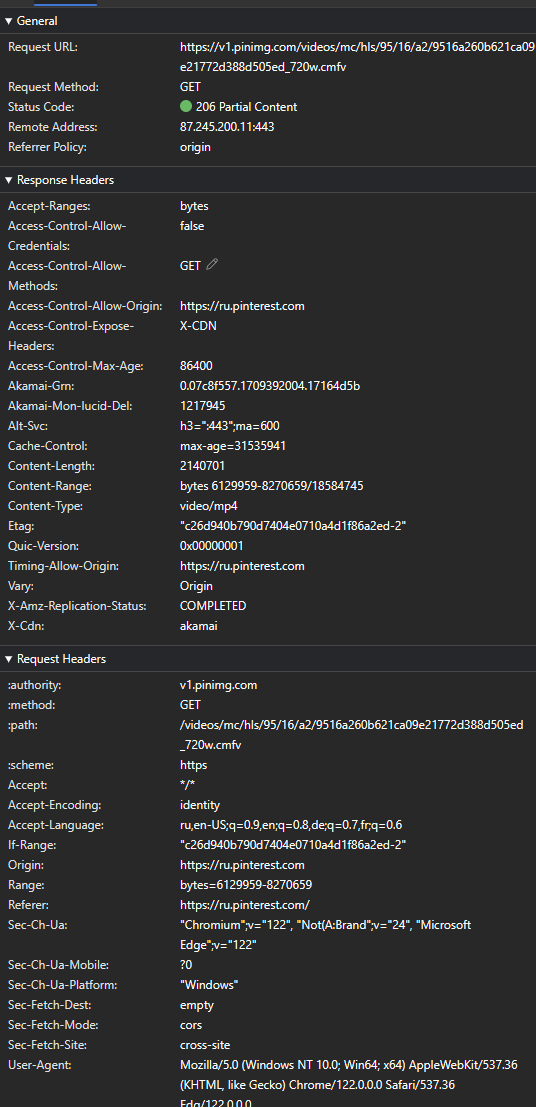 General
Request URL: https://v1.pinimg.com/videos/mc/hls/95/16/a2/9516a260b621ca09
e21772d388d505ed_720w.cmfv
Request Method: GET
Status Code: 206 Partial Content
Remote Address: 87.245.200.11:443
Referrer Policy: origin
Response Headers
Accept-Ranges: bytes
Access-Control-Allow- false
Credentials:
Access-Control-Allow- GET
Methods:
Access-Control-Allow-Origin: https://ru.pinterest.com
Access-Control-Expose- X-CDN
Headers:
Access-Control-Max-Age: 86400
Akamai-Grn: 0.07c8f557.1709392004.17164d5b
Akamai-Mon-Iucid-Del: 1217945
Alt-Svc: h3=":443";ma=600
Cache-Control: max-age=31535941
Content-Length: 2140701
Content-Range: bytes 6129959-8270659/18584745
Content-Type: video/mp4
Etag: "c26d940b790d7404e0710a4d1f86a2ed-2"
Quic-Version: 0x00000001
Timing-Allow-Origin: https://ru.pinterest.com
Vary: Origin
X-Amz-Replication-Status: COMPLETED
X-Cdn: akamai
Request Headers
:authority: v1.pinimg.com
:method: GET
:path: /videos/mc/hls/95/16/a2/9516a260b621ca09e21772d388d505ed
_720w.cmfv
:scheme: https
Accept: */*
Accept-Encoding: identity
Accept-Language: ru,en-US;q=0.9,en;q=0.8,de;q=0.7,fr;q=0.6
If-Range: "c26d940b790d7404e0710a4d1f86a2ed-2"
Origin: https://ru.pinterest.com
Range: bytes=6129959-8270659
Referer: https://ru.pinterest.com/
Sec-Ch-Ua: "Chromium";v="122", "Not(A:Brand";v="24", "Microsoft
Edge";v="122"
Sec-Ch-Ua-Mobile: ?0
Sec-Ch-Ua-Platform: "Windows"
Sec-Fetch-Dest: empty
Sec-Fetch-Mode: cors
Sec-Fetch-Site: cross-site
User-Agent: Mozilla/5.0 (Windows NT 10.0; Win64; x64) AppleWebKit/537.36
(KHTML, like Gecko) Chrome/122.0.0.0 Safari/537.36
Edg/122.0.0.0